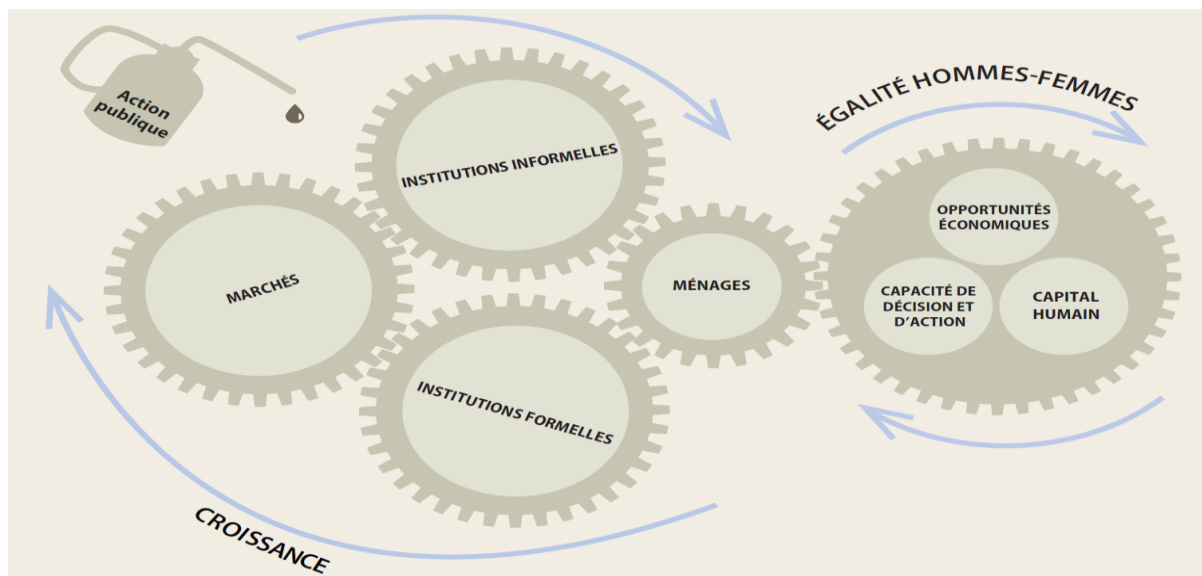 Action
publique
INSTITUTIONS INFORMELLES
ÉGALITÉ HOMMES-FEMMES
OPPORTUNITÉS
ÉCONOMIQUES
MARCHÉS
MÉNAGES
CAPACITÉ DE
DÉCISION ET
D’ACTION
CAPITAL
HUMAIN
INSTITUTIONS FORMELLES
CROISSANCE